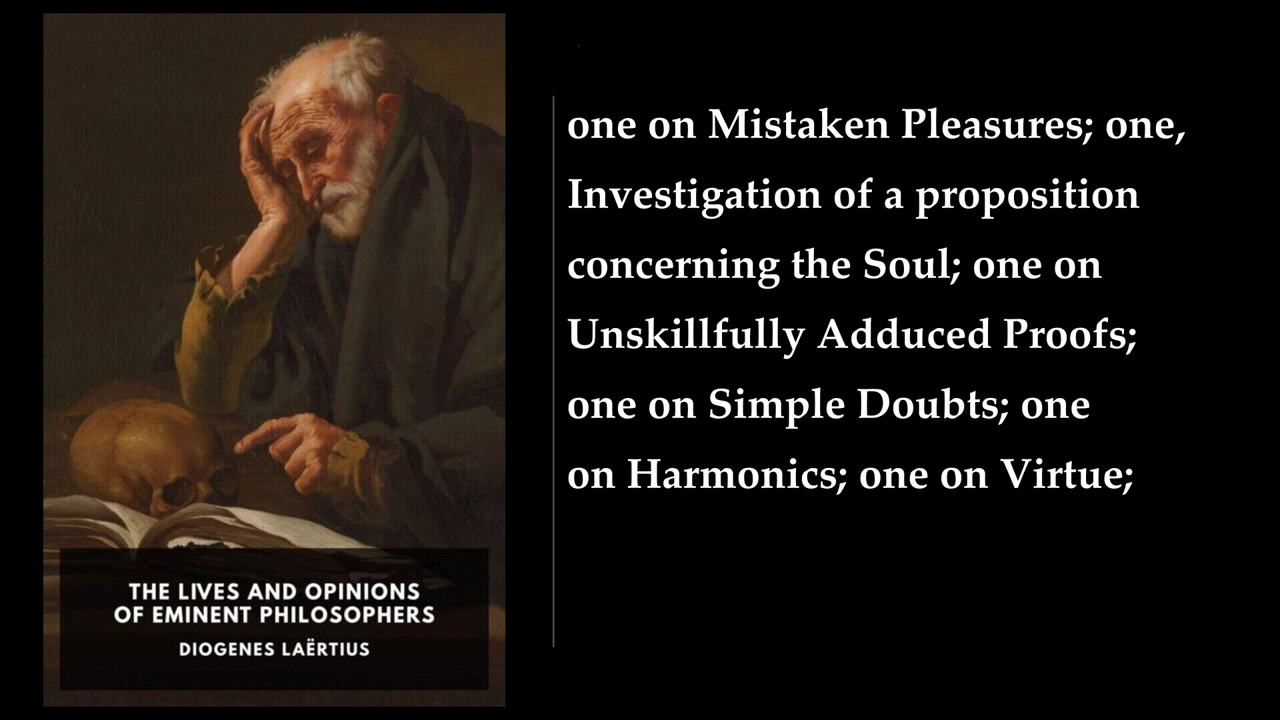 one on Mistaken Pleasures; one,
Investigation of a proposition
concerning the Soul; one on
Unskillfully Adduced Proofs;
one on Simple Doubts; one
on Harmonics; one on Virtue;
THE LIVES AND OPINIONS
OF EMINENT PHILOSOPHERS
DIOGENES LAËRTIUS